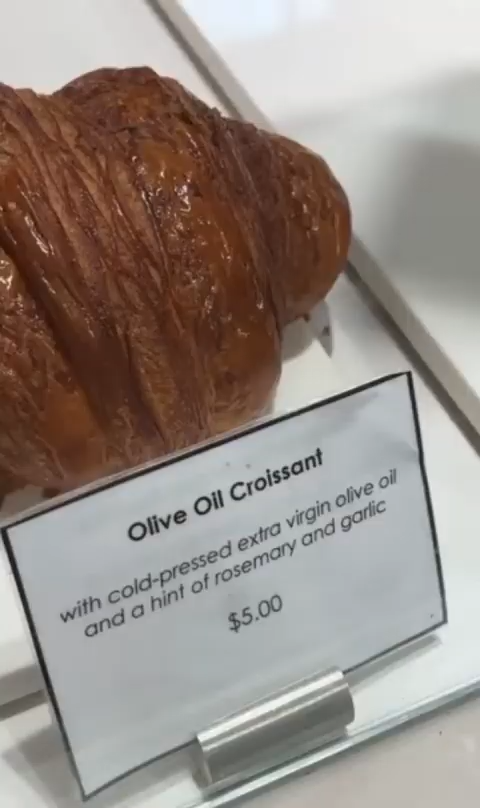 Olive Oil Croissant
with cold-pressed extra virgin olive oil
and a hint of rosemary and garlic
$5.00